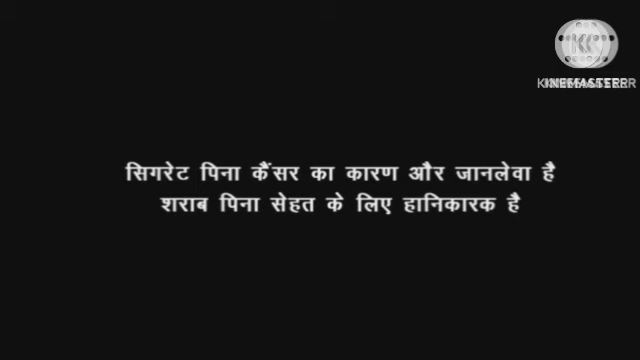 सिगरेट पिना कैंसर का कारण और जानलेवा है
शराब पिना सेहत के लिए हानिकारक है